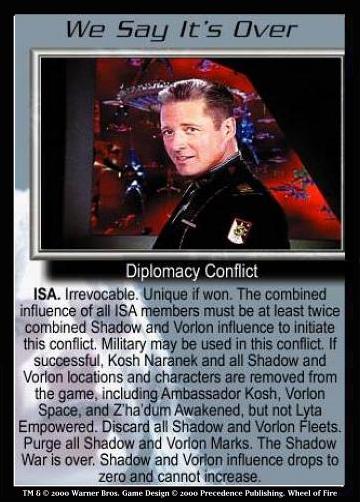 We Say It's Over
Diplomacy Conflict
ISA. Irrevocable. Unique if won. The combined
influence of all ISA members must be at least twice
combined Shadow and Vorlon influence to initiate
this conflict. Military may be used in this conflict. If
successful, Kosh Naranek and all Shadow and
Vorlon locations and characters are removed from
the game, including Ambassador Kosh, Vorlon
Space, and Z'ha'dum Awakened, but not Lyta
Empowered. Discard all Shadow and Vorlon Fleets.
Purge all Shadow and Vorlon Marks. The Shadow
War is over. Shadow and Vorlon influence drops to
zero and cannot increase.
TM & © 2000 Warner Bros. Game Design © 2000 Precedence Publishing. Wheel of Fire